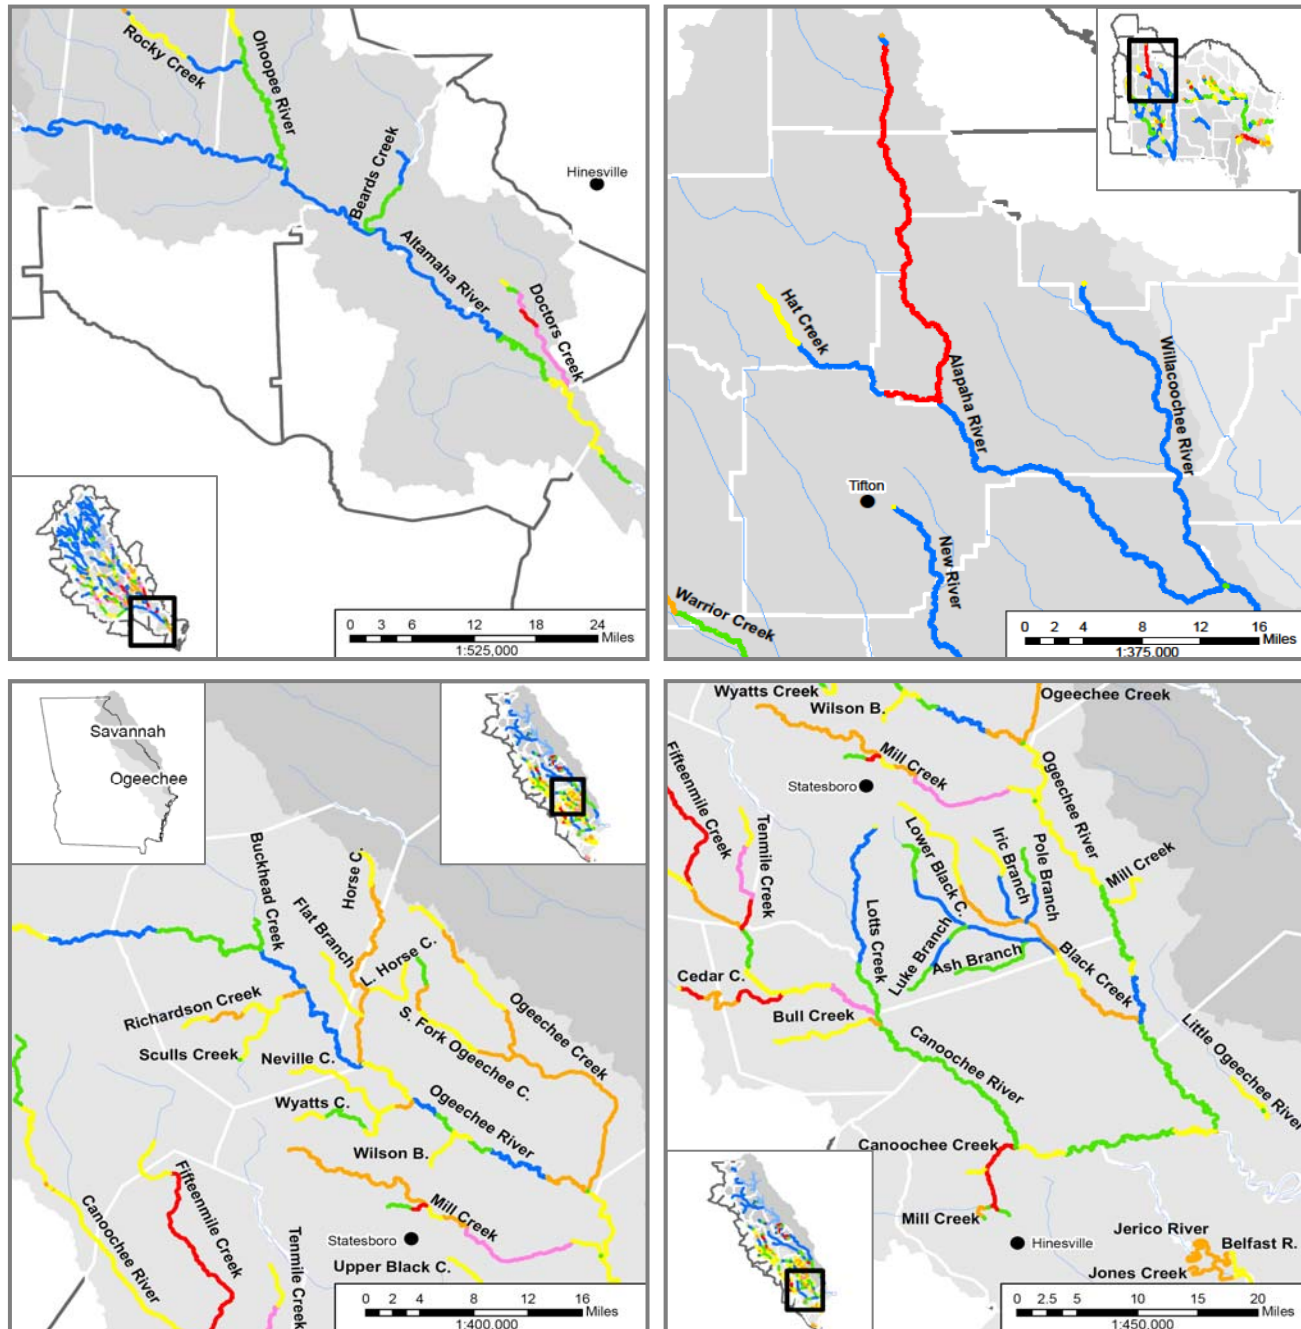 Rocky Creek
Ohoopee River
Beards Creek
Hinesville
Altamaha River
Doctors Creek
0 3 6 12 18 24
Miles
1:525,000
Hat Creek
Alapaha River
Willacoochee River
Tifton
New River
Warrior Creek
0 2 4 8 12 16
Miles
1:375,000
Savannah
Ogeechee
Buckhead Creek
Horse C.
Flat Branch
L. Horse C.
Richardson Creek
Sculls Creek
Neville C.
S. Fork Ogeechee C.
Ogeechee Creek
Wyatts C.
Ogeechee River
Wilson B.
Fifteenmile Creek
Mill Creek
Canoochee River
Tenmile Creek
Statesboro
Upper Black C.
0 2 4 8 12 16
Miles
1:400,000
Wyatts Creek
Wilson B.
Ogeechee Creek
Fifteenmile Creek
Mill Creek
Statesboro
Tenmile Creek
Ogeechee River
Lower Black C.
Iric Branch
Pole Branch
Mill Creek
Lotts Creek
Luke Branch
Ash Branch
Black Creek
Cedar C.
Bull Creek
Canoochee River
Little Ogeechee River
Canoochee Creek
Mill Creek
Hinesville
Jerico River
Belfast R.
Jones Creek
0 2.5 5 10 15 20
Miles
1:450,000